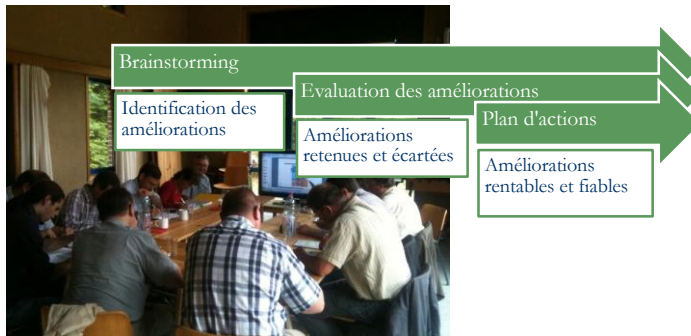 Brainstorming
Identification des
améliorations
Evaluation des améliorations
Améliorations
retenues et écartées
Plan d'actions
Améliorations
rentables et fiables